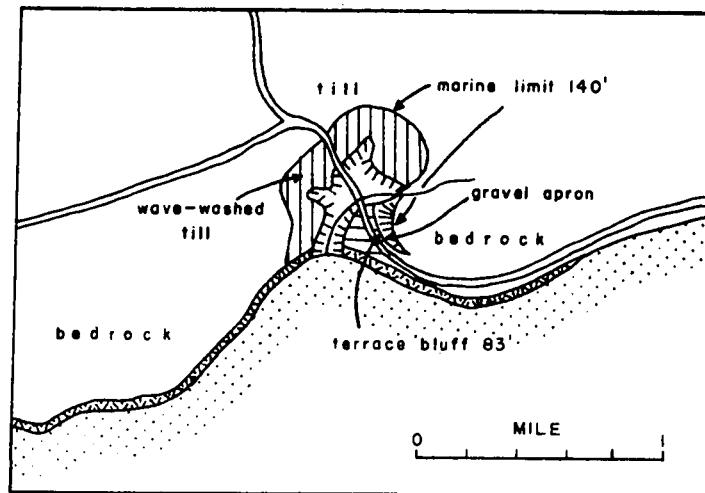 till
marine limit 140'
gravel apron
wave-washed
till
bedrock
bedrock
terrace bluff 83'
MILE
0 1